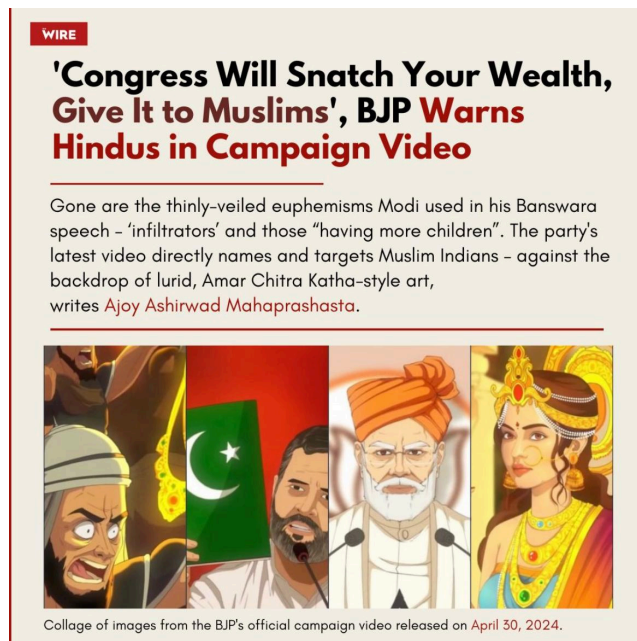 WIRE
'Congress Will Snatch Your Wealth,
Give It to Muslims', BJP Warns
Hindus in Campaign Video
Gone are the thinly-veiled euphemisms Modi used in his Banswara
speech – 'infiltrators' and those “having more children”. The party's
latest video directly names and targets Muslim Indians – against the
backdrop of lurid, Amar Chitra Katha-style art,
writes Ajoy Ashirwad Mahaprashasta.
Collage of images from the BJP's official campaign video released on April 30, 2024.